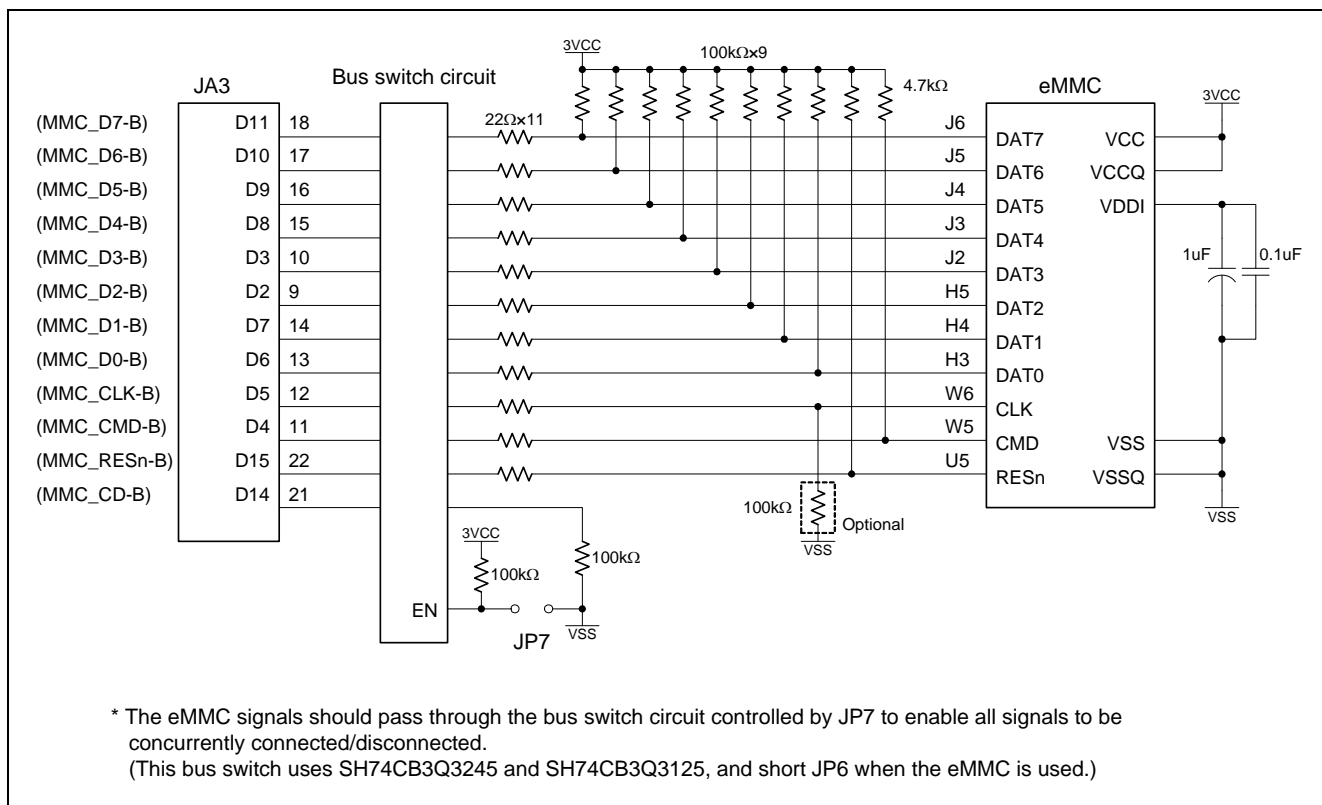 3VCC
100kΩ×9
Bus switch circuit
JA3
4.7kΩ
eMMC
3VCC
(MMC_D7-B) D11 18 22Ω×11 J6 DAT7 VCC
(MMC_D6-B) D10 17 J5 DAT6 VCCQ
(MMC_D5-B) D9 16 J4 DAT5 VDDI
(MMC_D4-B) D8 15 J3 DAT4
1uF 0.1uF
(MMC_D3-B) D3 10 J2 DAT3
(MMC_D2-B) D2 9 H5 DAT2
(MMC_D1-B) D7 14 H4 DAT1
(MMC_D0-B) D6 13 H3 DAT0
(MMC_CLK-B) D5 12 W6 CLK
(MMC_CMD-B) D4 11 W5 CMD VSS
(MMC_RESn-B) D15 22 U5 RESn VSSQ
(MMC_CD-B) D14 21
100kΩ
Optional
VSS
VSS
3VCC
100kΩ
100kΩ
EN
JP7
VSS
* The eMMC signals should pass through the bus switch circuit controlled by JP7 to enable all signals to be
concurrently connected/disconnected.
(This bus switch uses SH74CB3Q3245 and SH74CB3Q3125, and short JP6 when the eMMC is used.)